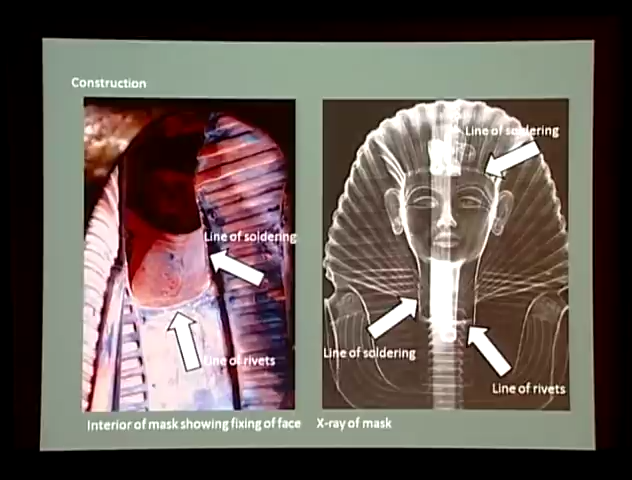 Construction
Line of soldering
Line of rivets
Line of soldering
Line of soldering
Line of rivets
Interior of mask showing fixing of face
X-ray of mask